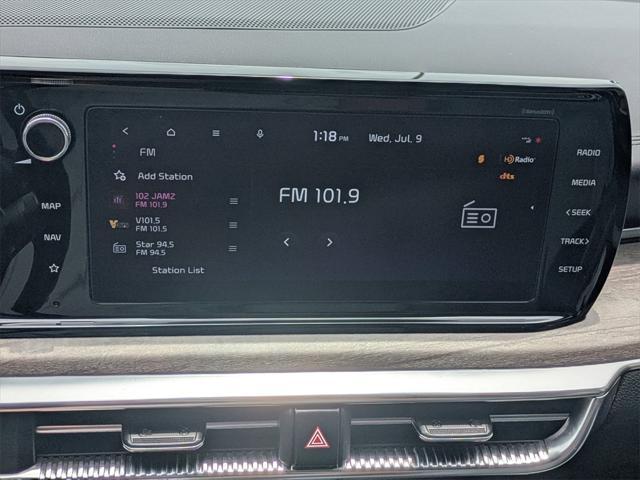 SiriusXM
1:18 PM Wed, Jul. 9
FM
HD Radio
dts
Add Station
102 JAMZ
FM 101.9
V101.5
FM 101.5
Star 94.5
FM 94.5
Station List
FM 101.9
MAP
NAV
RADIO
MEDIA
< SEEK
TRACK >
SETUP